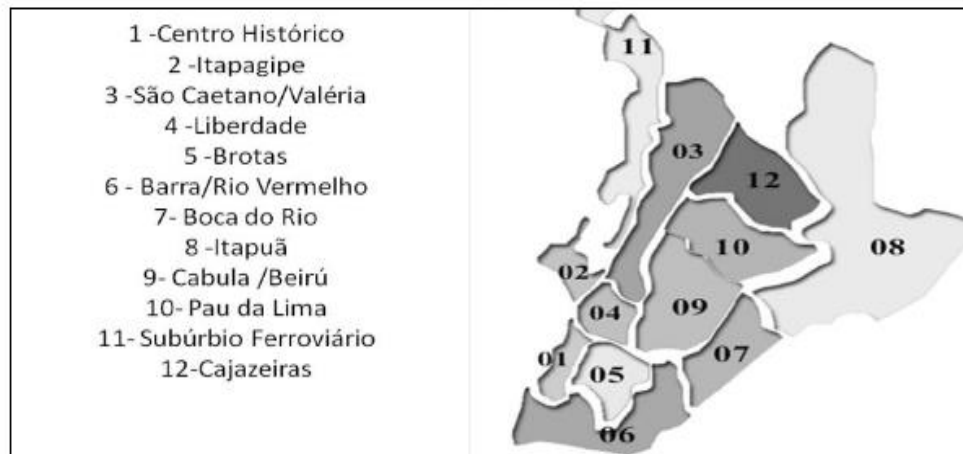 1 -Centro Histórico
2 -Itapagipe
3 -São Caetano/Valéria
4 -Liberdade
5 -Brotas
6 - Barra/Rio Vermelho
7- Boca do Rio
8 -Itapuã
9- Cabula /Beirú
10- Pau da Lima
11- Subúrbio Ferroviário
12-Cajazeiras
11
03
12
10
08
02
04
09
01
05
07
06